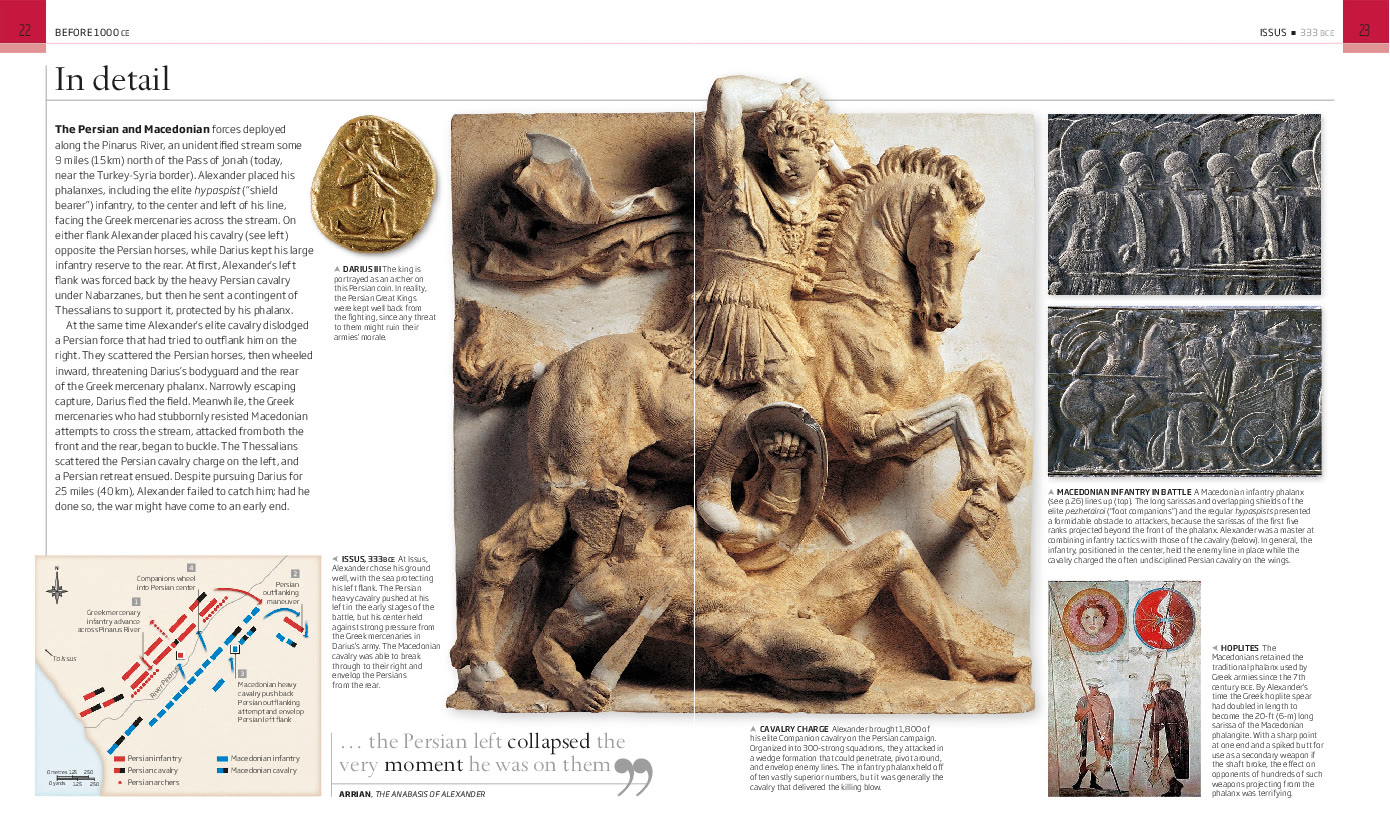 22
BEFORE 1000 CE
ISSUS ■ 333 BCE
23
In detail
The Persian and Macedonian forces deployed
along the Pinarus River, an unidentified stream some
9 miles (15km) north of the Pass of Jonah (today,
near the Turkey-Syria border). Alexander placed his
phalanxes, including the elite hypaspist ("shield
bearer") infantry, to the center and left of his line,
facing the Greek mercenaries across the stream. On
either flank Alexander placed his cavalry (see left)
opposite the Persian horses, while Darius kept his large
infantry reserve to the rear. At first, Alexander's left
flank was forced back by the heavy Persian cavalry
under Nabarzanes, but then he sent a contingent of
Thessalians to support it, protected by his phalanx.
At the same time Alexander's elite cavalry dislodged
a Persian force that had tried to outflank him on the
right. They scattered the Persian horses, then wheeled
inward, threatening Darius's bodyguard and the rear
of the Greek mercenary phalanx. Narrowly escaping
capture, Darius fled the field. Meanwhile, the Greek
mercenaries who had stubbornly resisted Macedonian
attempts to cross the stream, attacked from both the
front and the rear, began to buckle. The Thessalians
scattered the Persian cavalry charge on the left, and
a Persian retreat ensued. Despite pursuing Darius for
25 miles (40km), Alexander failed to catch him; had he
done so, the war might have come to an early end.
▲ DARIUS III The king is
portrayed as an archer on
this Persian coin. In reality,
the Persian Great Kings
were kept well back from
the fighting, since any threat
to them might ruin their
armies' morale.
◀ ISSUS, 333BCE At Issus,
Alexander chose his ground
well, with the sea protecting
his left flank. The Persian
heavy cavalry pushed at his
left in the early stages of the
battle, but his center held
against strong pressure from
the Greek mercenaries in
Darius's army. The Macedonian
cavalry was able to break
through to their right and
envelop the Persians
from the rear.
N
4
Companions wheel
into Persian center
2
Persian
outflanking
maneuver
1
Greek mercenary
infantry advance
across Pinarus River
To Issus
River Pinarus
3
Macedonian heavy
cavalry push back
Persian outflanking
attempt and envelop
Persian left flank
Persian infantry
Persian cavalry
Persian archers
Macedonian infantry
Macedonian cavalry
0 metres 125 250
0 yards 125 250
… the Persian left collapsed the
very moment he was on them ”
ARRIAN, THE ANABASIS OF ALEXANDER
▲ CAVALRY CHARGE Alexander brought 1,800 of
his elite Companion cavalry on the Persian campaign.
Organized into 300-strong squadrons, they attacked in
a wedge formation that could penetrate, pivot around,
and envelop enemy lines. The infantry phalanx held off
often vastly superior numbers, but it was generally the
cavalry that delivered the killing blow.
▲ MACEDONIAN INFANTRY IN BATTLE A Macedonian infantry phalanx
(see p.26) lines up (top). The long sarissas and overlapping shields of the
elite pezhetairoi ("foot companions") and the regular hypaspists presented
a formidable obstacle to attackers, because the sarissas of the first five
ranks projected beyond the front of the phalanx. Alexander was a master at
combining infantry tactics with those of the cavalry (below). In general, the
infantry, positioned in the center, held the enemy line in place while the
cavalry charged the often undisciplined Persian cavalry on the wings.
◀ HOPLITES The
Macedonians retained the
traditional phalanx used by
Greek armies since the 7th
century BCE. By Alexander's
time the Greek hoplite spear
had doubled in length to
become the 20-ft (6-m) long
sarissa of the Macedonian
phalangite. With a sharp point
at one end and a spiked butt for
use as a secondary weapon if
the shaft broke, the effect on
opponents of hundreds of such
weapons projecting from the
phalanx was terrifying.